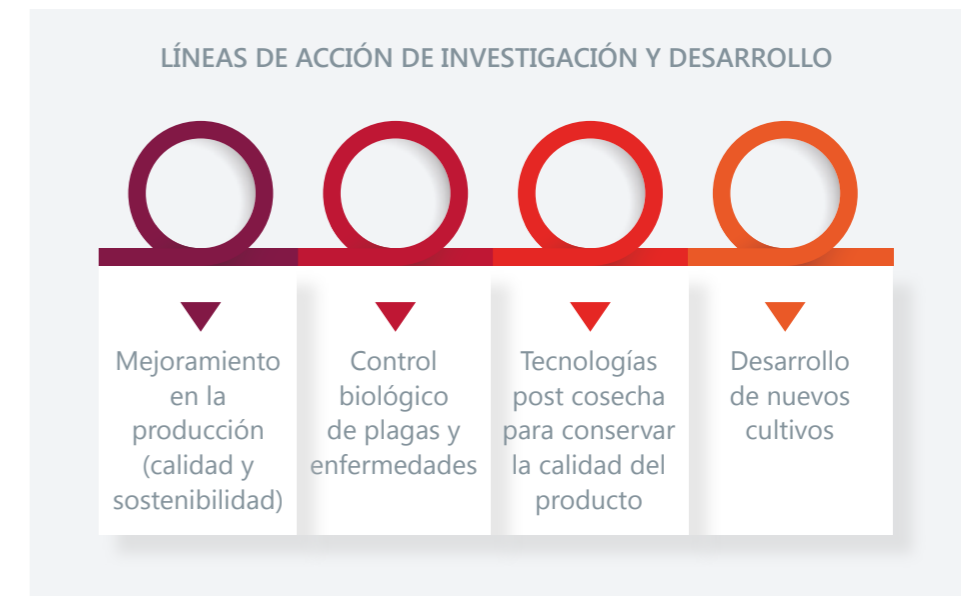 LÍNEAS DE ACCIÓN DE INVESTIGACIÓN Y DESARROLLO
Mejoramiento
en la
producción
(calidad y
sostenibilidad)
Control
biológico
de plagas y
enfermedades
Tecnologías
post cosecha
para conservar
la calidad del
producto
Desarrollo
de nuevos
cultivos